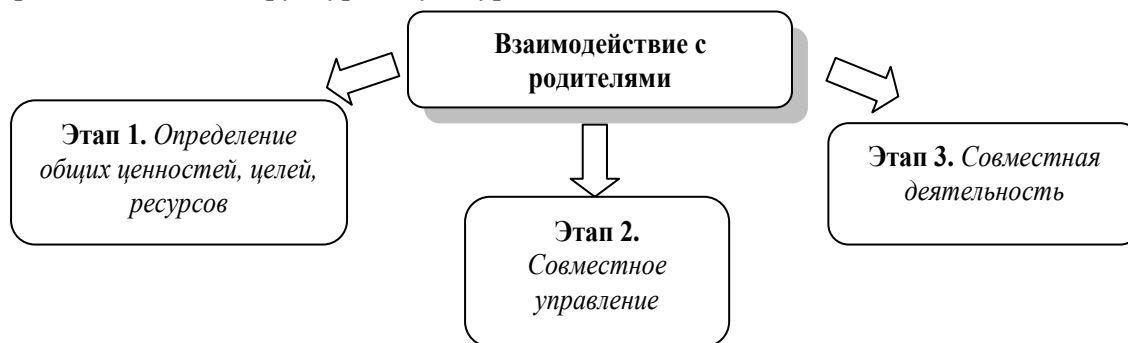 Взаимодействие с
родителями
Этап 1. Определение
общих ценностей, целей,
ресурсов
Этап 2.
Совместное
управление
Этап 3. Совместная
деятельность